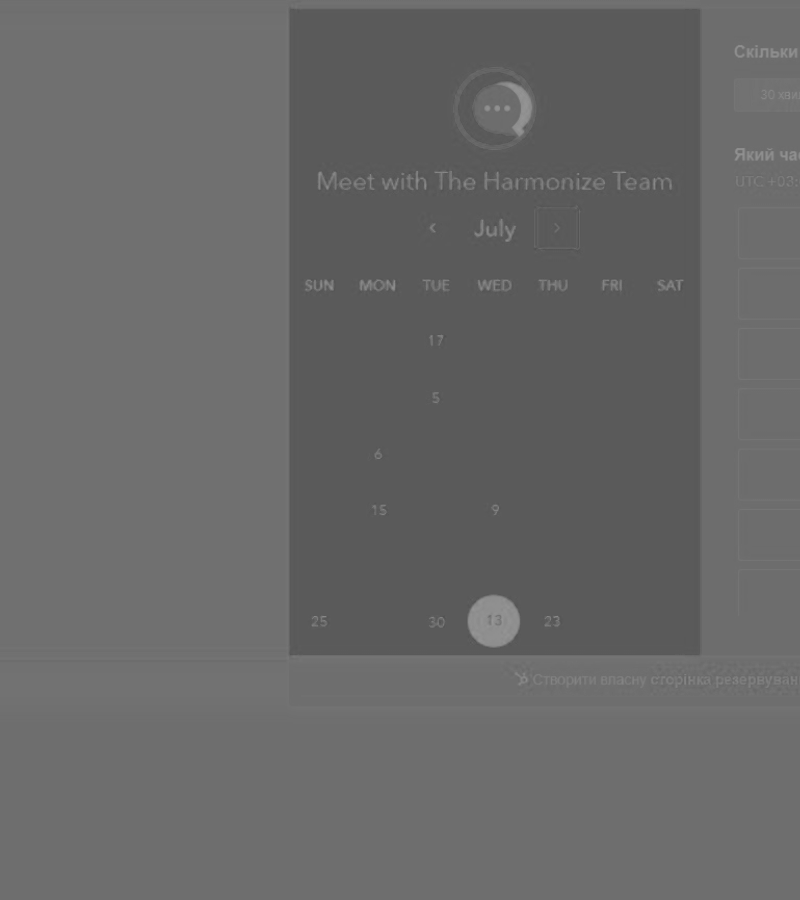 Meet with The Harmonize Team
‹ July ›
SUN MON TUE WED THU FRI SAT
17
5
6
15 9
25 30 13 23
Створити власну сторінка резервуван
Скільки
30 хви
Який час
UTC +03: